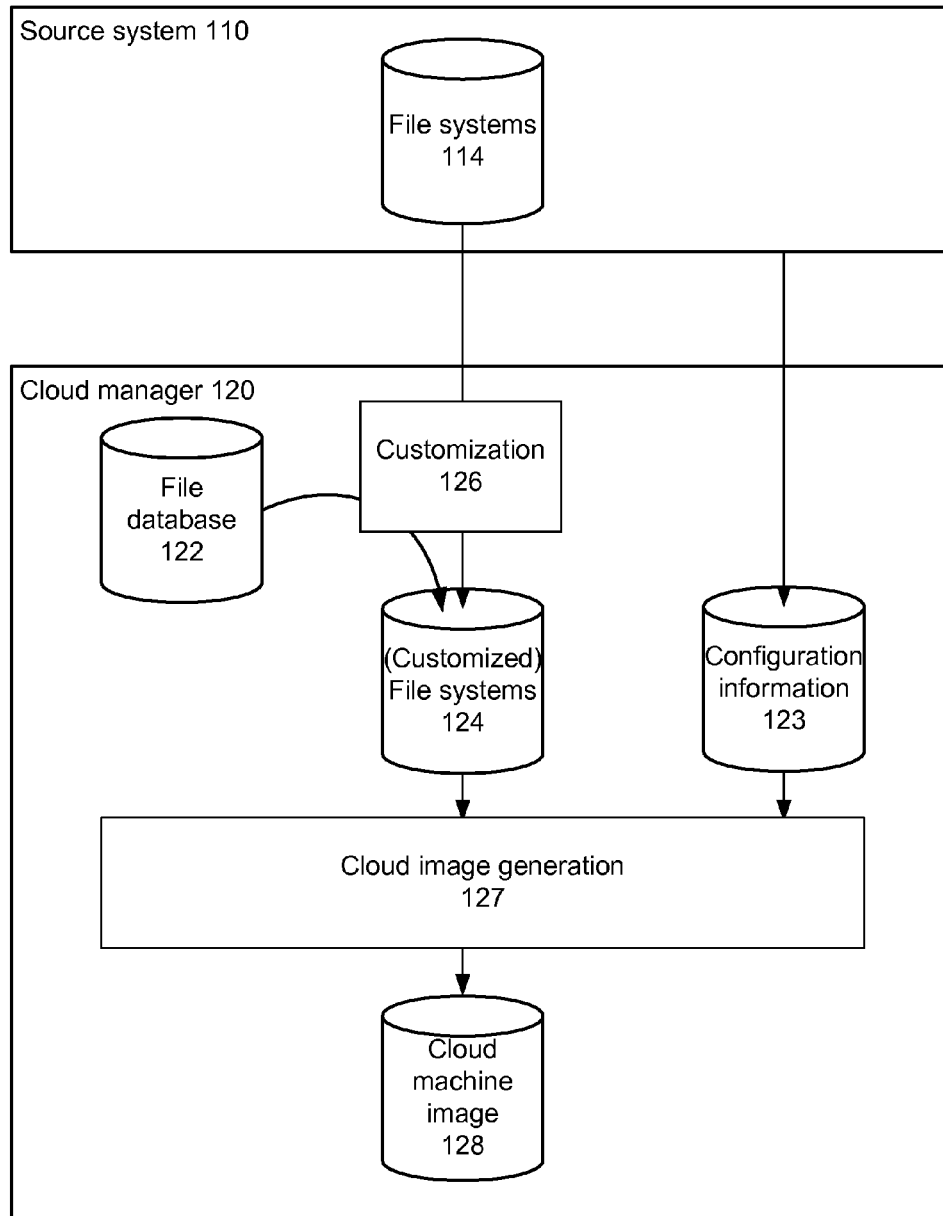 Source system 110
File systems
114
Cloud manager 120
Customization
126
File
database
122
(Customized)
File systems
124
Configuration
information
123
Cloud image generation
127
Cloud
machine
image
128